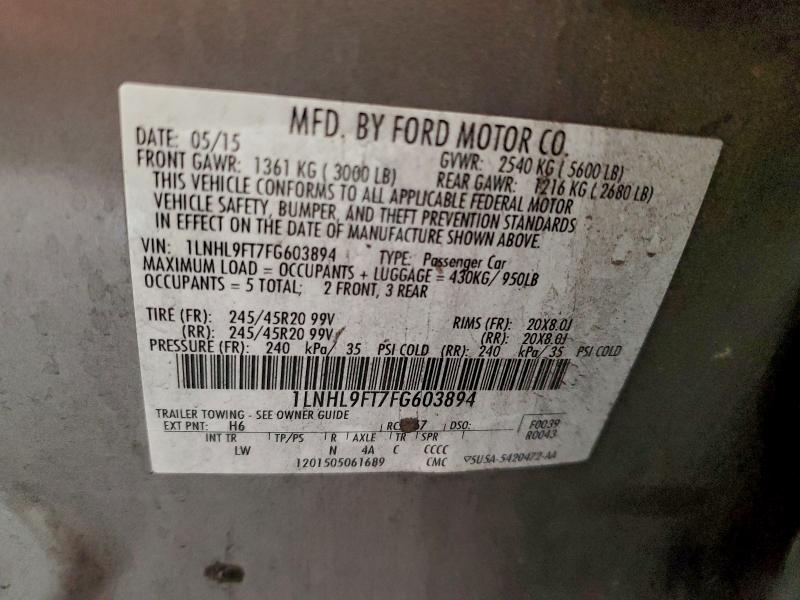 MFD. BY FORD MOTOR CO.
DATE: 05/15 GVWR: 2540 KG ( 5600 LB)
FRONT GAWR: 1361 KG ( 3000 LB) REAR GAWR: 1216 KG ( 2680 LB)
THIS VEHICLE CONFORMS TO ALL APPLICABLE FEDERAL MOTOR
VEHICLE SAFETY, BUMPER, AND THEFT PREVENTION STANDARDS
IN EFFECT ON THE DATE OF MANUFACTURE SHOWN ABOVE.
VIN: 1LNHL9FT7FG603894 TYPE: Passenger Car
MAXIMUM LOAD = OCCUPANTS + LUGGAGE = 430KG/ 950LB
OCCUPANTS = 5 TOTAL; 2 FRONT, 3 REAR
TIRE (FR): 245/45R20 99V RIMS (FR): 20X8.0J
(RR): 245/45R20 99V (RR): 20X8.0J
PRESSURE (FR): 240 kPa/ 35 PSI COLD (RR): 240 kPa/35 PSI COLD
1LNHL9FT7FG603894
TRAILER TOWING - SEE OWNER GUIDE
EXT PNT: H6 DSO: F0039
R0043
INT TR TP/PS R AXLE TR SPR
LW N 4A C CCCC
1201505061689 CMC 5USA-5420472-AA